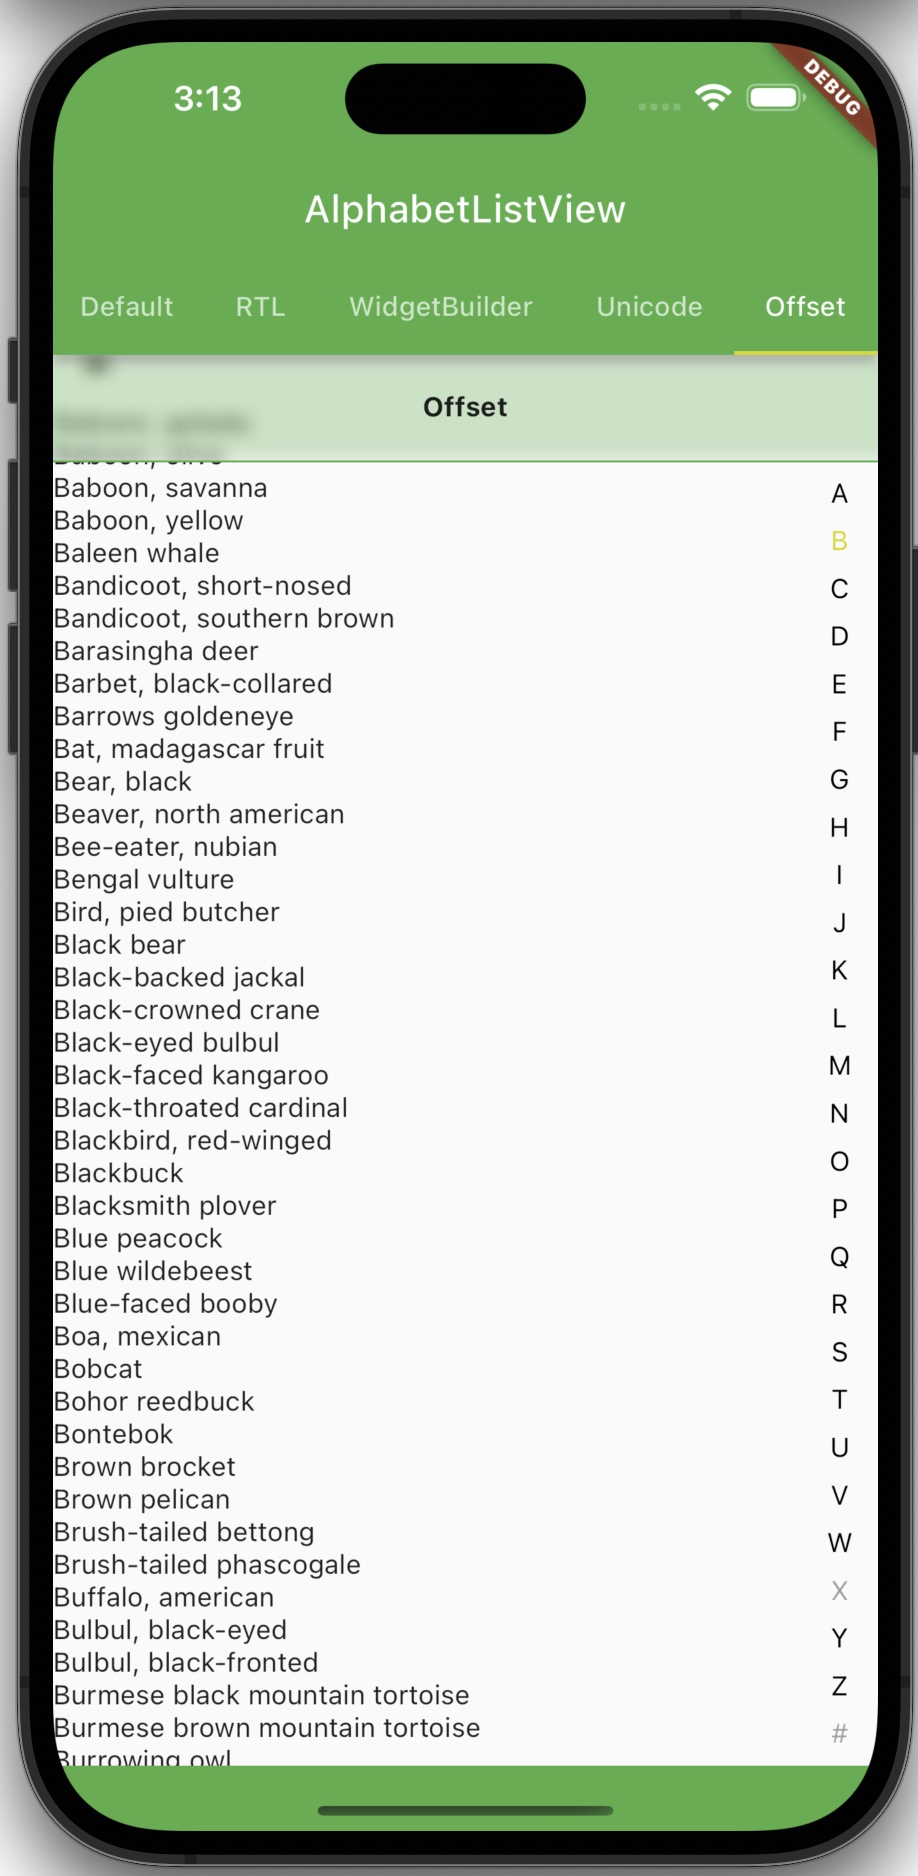 3:13
DEBUG
AlphabetListView
Default RTL WidgetBuilder Unicode Offset
Offset
Baboon, olive
Baboon, savanna
Baboon, yellow
Baleen whale
Bandicoot, short-nosed
Bandicoot, southern brown
Barasingha deer
Barbet, black-collared
Barrows goldeneye
Bat, madagascar fruit
Bear, black
Beaver, north american
Bee-eater, nubian
Bengal vulture
Bird, pied butcher
Black bear
Black-backed jackal
Black-crowned crane
Black-eyed bulbul
Black-faced kangaroo
Black-throated cardinal
Blackbird, red-winged
Blackbuck
Blacksmith plover
Blue peacock
Blue wildebeest
Blue-faced booby
Boa, mexican
Bobcat
Bohor reedbuck
Bontebok
Brown brocket
Brown pelican
Brush-tailed bettong
Brush-tailed phascogale
Buffalo, american
Bulbul, black-eyed
Bulbul, black-fronted
Burmese black mountain tortoise
Burmese brown mountain tortoise
Burrowing owl
A
B
C
D
E
F
G
H
I
J
K
L
M
N
O
P
Q
R
S
T
U
V
W
X
Y
Z
#